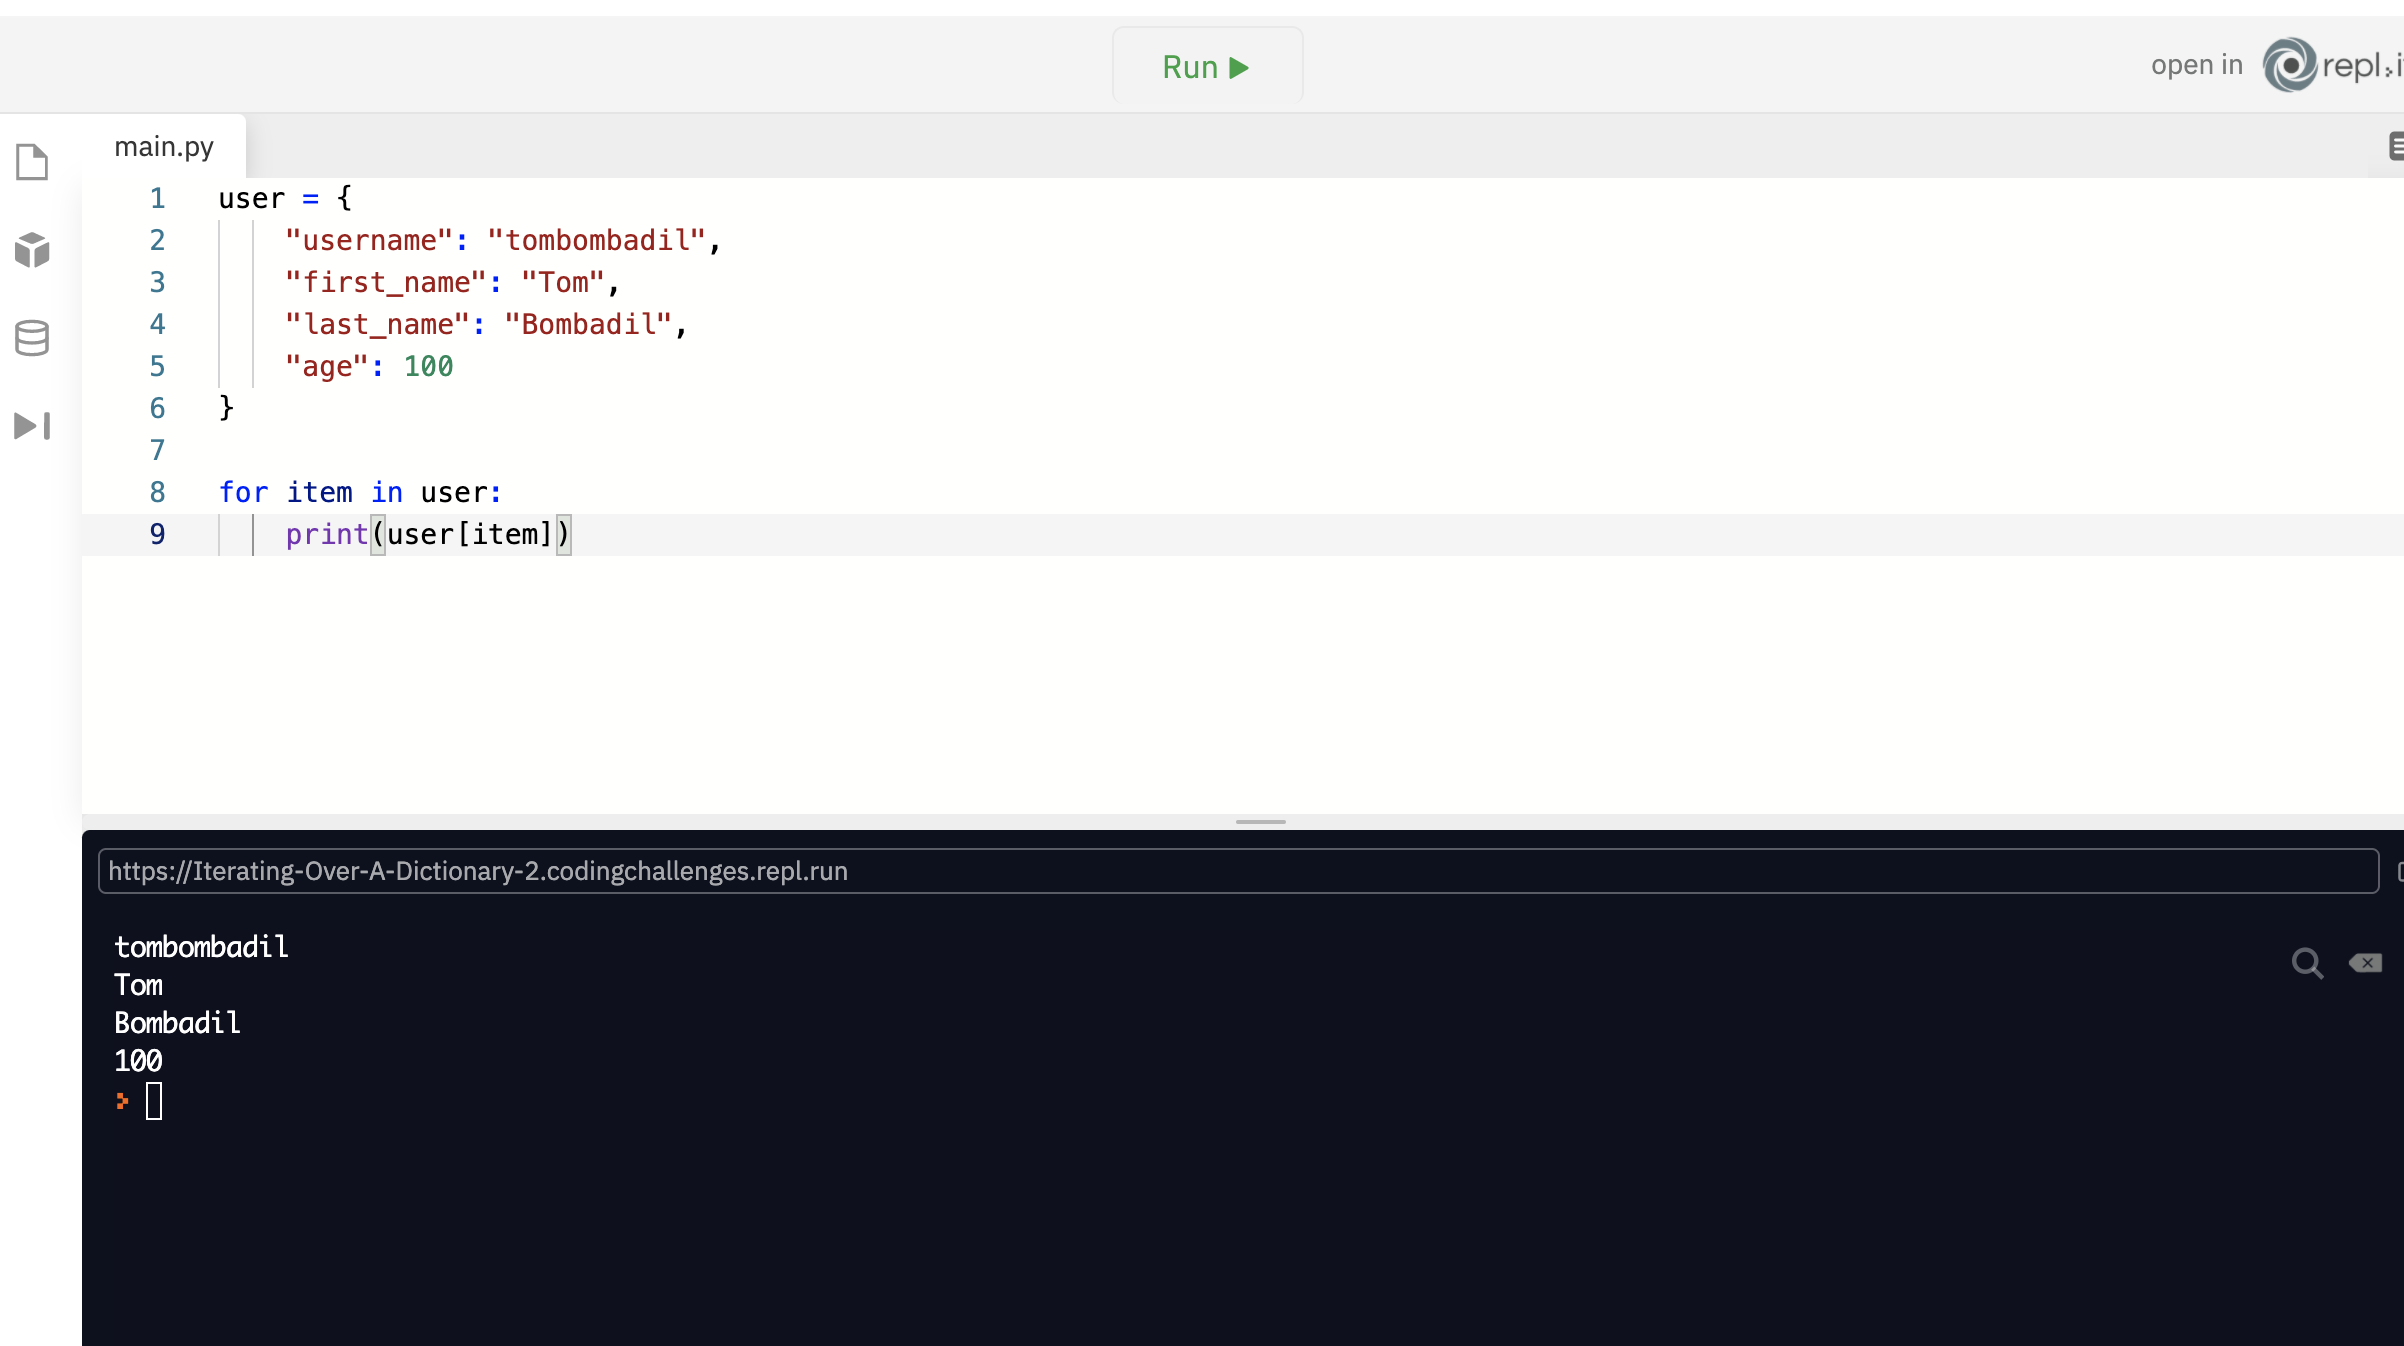 Run
open in repl.i
main.py
1 user = {
2     "username": "tombombadil",
3     "first_name": "Tom",
4     "last_name": "Bombadil",
5     "age": 100
6 }
7
8 for item in user:
9     print(user[item])
https://Iterating-Over-A-Dictionary-2.codingchallenges.repl.run
tombombadil
Tom
Bombadil
100